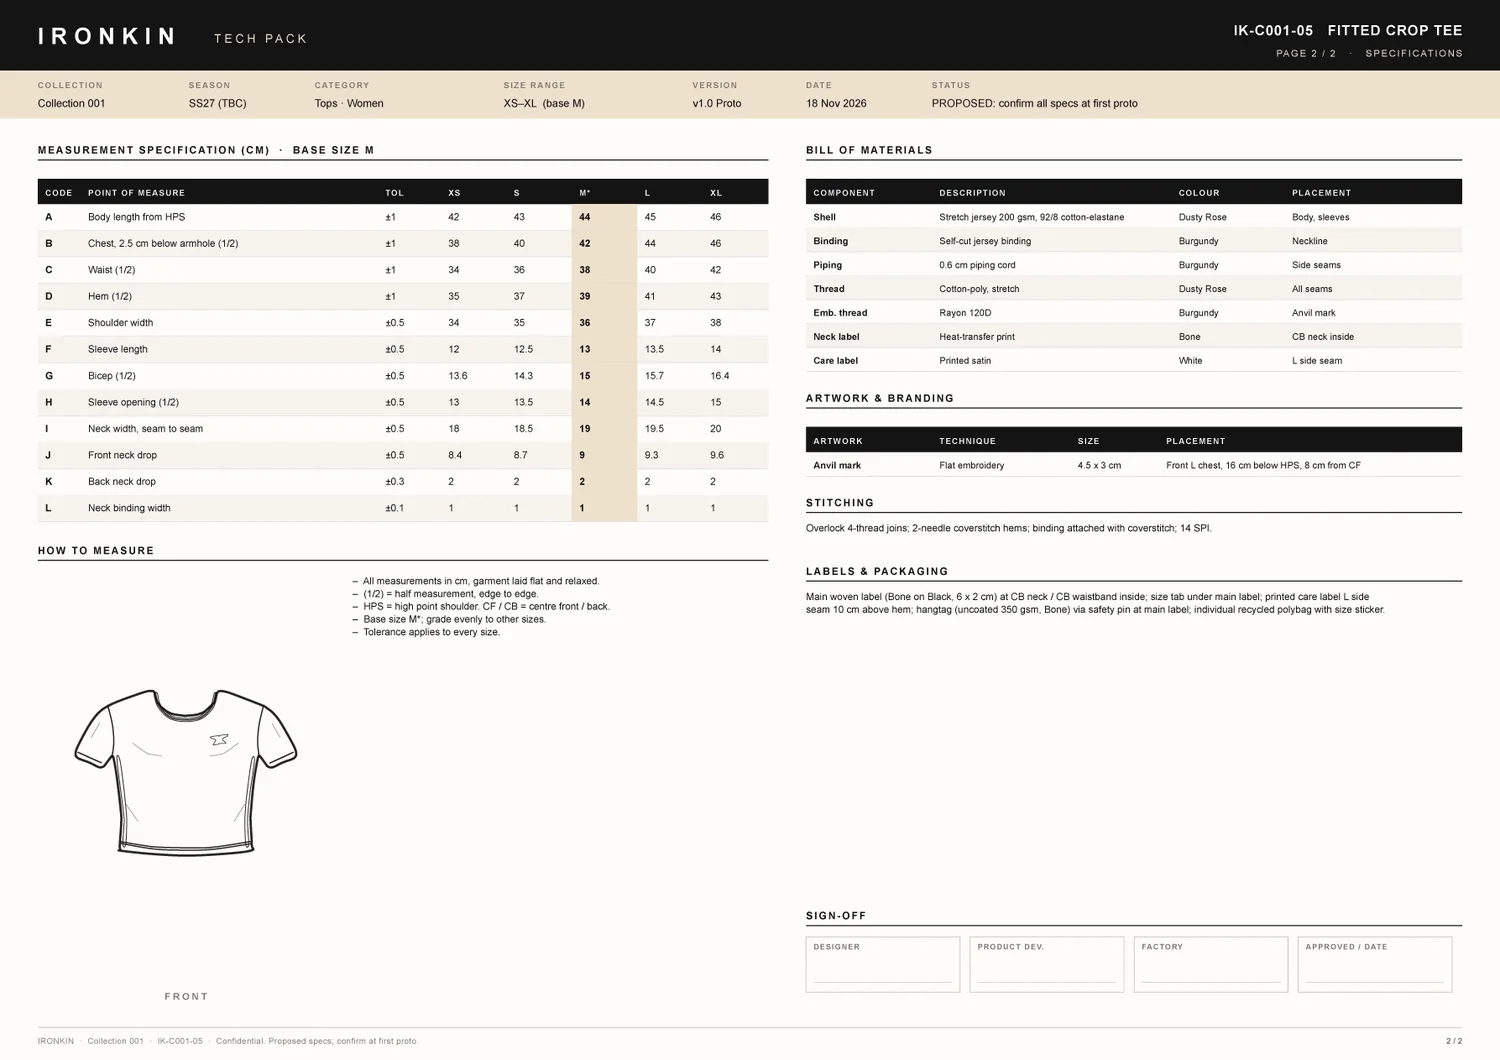 IRONKIN TECH PACK
IK-C001-05 FITTED CROP TEE
PAGE 2 / 2 · SPECIFICATIONS
COLLECTION SEASON CATEGORY SIZE RANGE VERSION DATE STATUS
Collection 001 SS27 (TBC) Tops · Women XS–XL (base M) v1.0 Proto 18 Nov 2026 PROPOSED: confirm all specs at first proto
MEASUREMENT SPECIFICATION (CM) · BASE SIZE M
CODE POINT OF MEASURE TOL XS S M* L XL
A Body length from HPS ±1 42 43 44 45 46
B Chest, 2.5 cm below armhole (1/2) ±1 38 40 42 44 46
C Waist (1/2) ±1 34 36 38 40 42
D Hem (1/2) ±1 35 37 39 41 43
E Shoulder width ±0.5 34 35 36 37 38
F Sleeve length ±0.5 12 12.5 13 13.5 14
G Bicep (1/2) ±0.5 13.6 14.3 15 15.7 16.4
H Sleeve opening (1/2) ±0.5 13 13.5 14 14.5 15
I Neck width, seam to seam ±0.5 18 18.5 19 19.5 20
J Front neck drop ±0.5 8.4 8.7 9 9.3 9.6
K Back neck drop ±0.3 2 2 2 2 2
L Neck binding width ±0.1 1 1 1 1 1
HOW TO MEASURE
– All measurements in cm, garment laid flat and relaxed.
– (1/2) = half measurement, edge to edge.
– HPS = high point shoulder. CF / CB = centre front / back.
– Base size M*; grade evenly to other sizes.
– Tolerance applies to every size.
FRONT
BILL OF MATERIALS
COMPONENT DESCRIPTION COLOUR PLACEMENT
Shell Stretch jersey 200 gsm, 92/8 cotton-elastane Dusty Rose Body, sleeves
Binding Self-cut jersey binding Burgundy Neckline
Piping 0.6 cm piping cord Burgundy Side seams
Thread Cotton-poly, stretch Dusty Rose All seams
Emb. thread Rayon 120D Burgundy Anvil mark
Neck label Heat-transfer print Bone CB neck inside
Care label Printed satin White L side seam
ARTWORK & BRANDING
ARTWORK TECHNIQUE SIZE PLACEMENT
Anvil mark Flat embroidery 4.5 x 3 cm Front L chest, 16 cm below HPS, 8 cm from CF
STITCHING
Overlock 4-thread joins; 2-needle coverstitch hems; binding attached with coverstitch; 14 SPI.
LABELS & PACKAGING
Main woven label (Bone on Black, 6 x 2 cm) at CB neck / CB waistband inside; size tab under main label; printed care label L side
seam 10 cm above hem; hangtag (uncoated 350 gsm, Bone) via safety pin at main label; individual recycled polybag with size sticker.
SIGN-OFF
DESIGNER PRODUCT DEV. FACTORY APPROVED / DATE
IRONKIN · Collection 001 · IK-C001-05 · Confidential. Proposed specs; confirm at first proto.
2 / 2